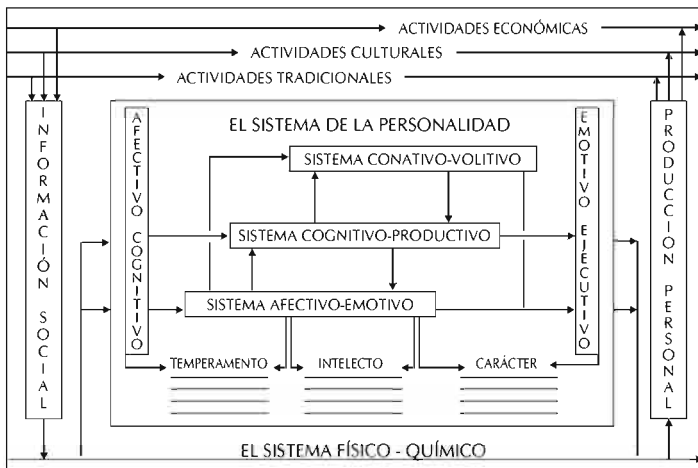 ACTIVIDADES ECONÓMICAS
ACTIVIDADES CULTURALES
ACTIVIDADES TRADICIONALES
INFORMACIÓN SOCIAL
AFECTIVO COGNITIVO
EL SISTEMA DE LA PERSONALIDAD
SISTEMA CONATIVO-VOLITIVO
SISTEMA COGNITIVO-PRODUCTIVO
SISTEMA AFECTIVO-EMOTIVO
TEMPERAMENTO
INTELECTO
CARÁCTER
EMOTIVO EJECUTIVO
PRODUCCION PERSONAL
EL SISTEMA FÍSICO - QUÍMICO